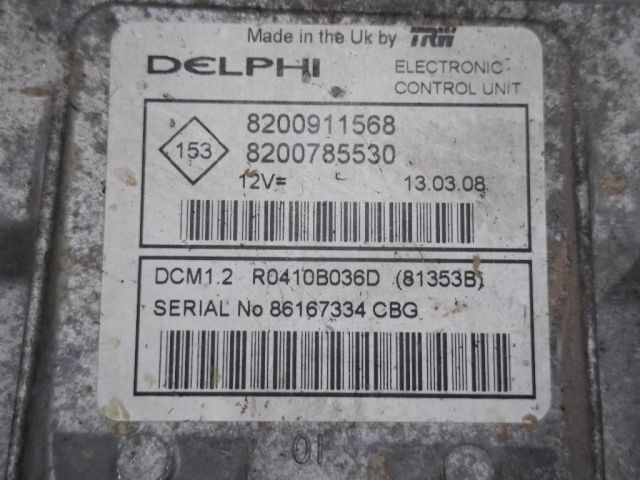 Made in the Uk by TRW
DELPHI
ELECTRONIC
CONTROL UNIT
153
8200911568
8200785530
12V=
13.03.08
DCM1.2 R0410B036D (81353B)
SERIAL No 86167334 CBG
01